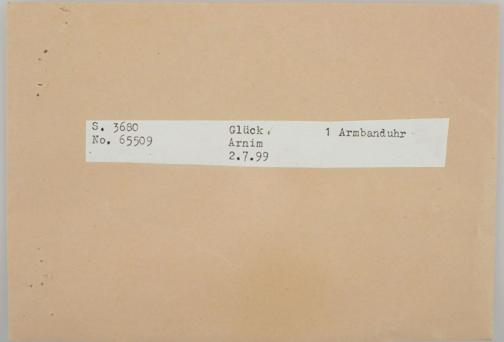 S. 3680 Glück, 1 Armbanduhr
No. 65509 Arnim
2.7.99